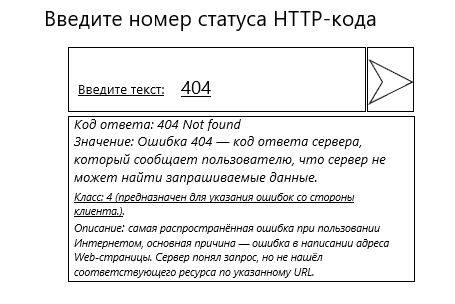 Введите номер статуса HTTP-кода
Введите текст: 404
Код ответа: 404 Not found
Значение: Ошибка 404 — код ответа сервера,
который сообщает пользователю, что сервер не
может найти запрашиваемые данные.
Класс: 4 (предназначен для указания ошибок со стороны
клиента.).
Описание: самая распространённая ошибка при пользовании
Интернетом, основная причина — ошибка в написании адреса
Web-страницы. Сервер понял запрос, но не нашёл
соответствующего ресурса по указанному URL.